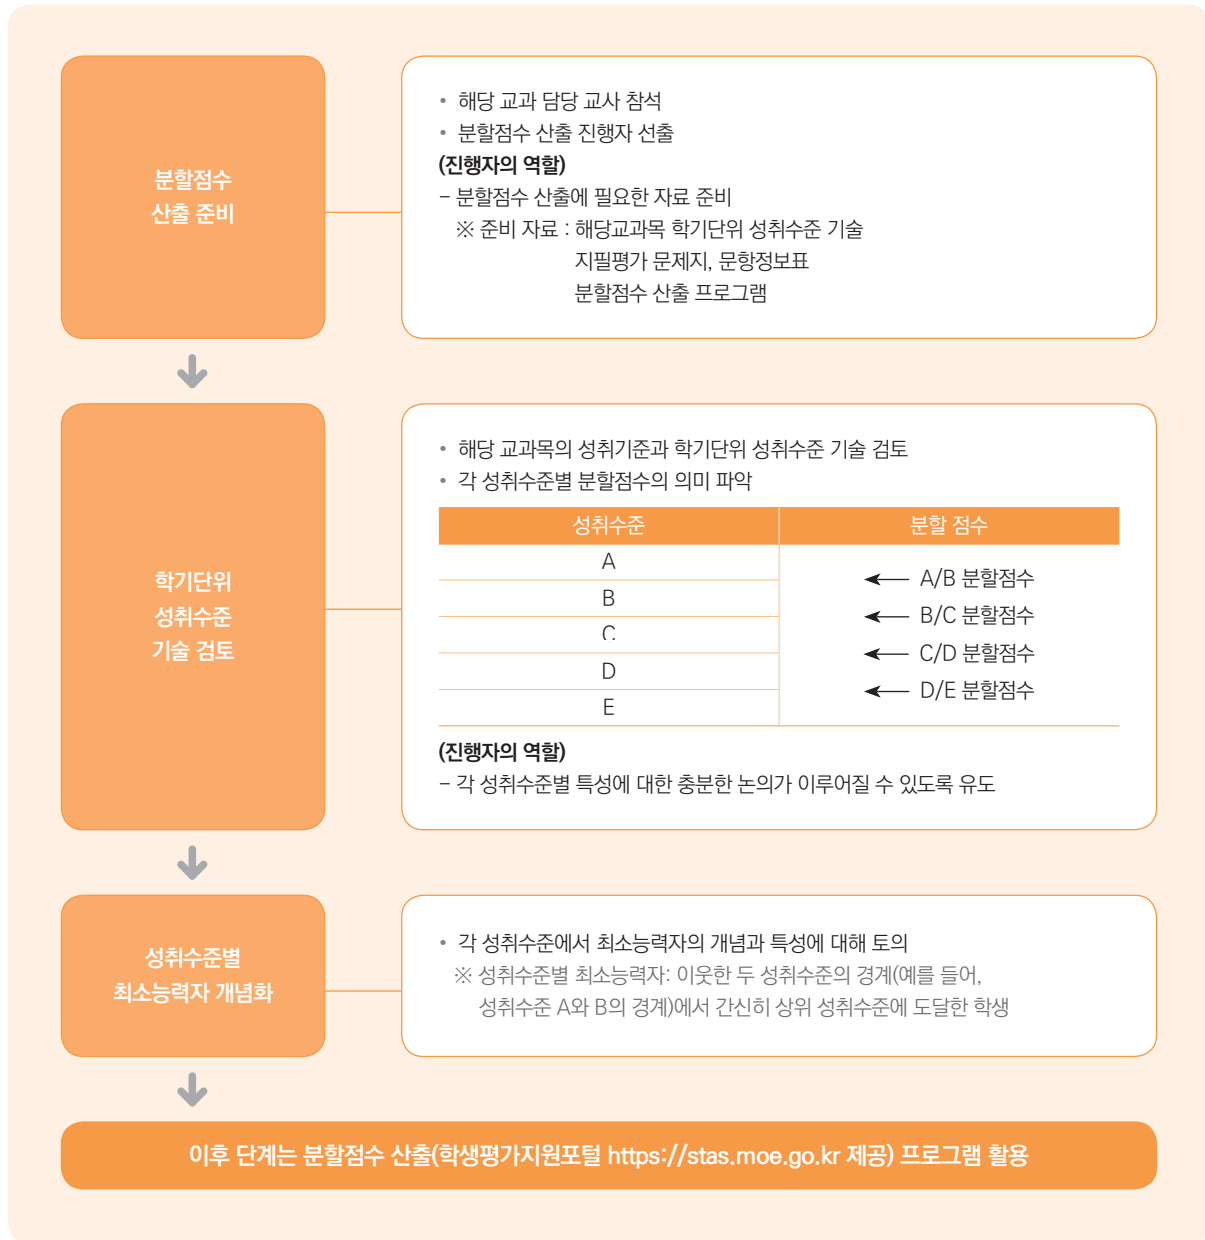 분할점수
산출 준비
• 해당 교과 담당 교사 참석
• 분할점수 산출 진행자 선출
(진행자의 역할)
– 분할점수 산출에 필요한 자료 준비
※ 준비 자료 : 해당교과목 학기단위 성취수준 기술
지필평가 문제지, 문항정보표
분할점수 산출 프로그램
학기단위
성취수준
기술 검토
• 해당 교과목의 성취기준과 학기단위 성취수준 기술 검토
• 각 성취수준별 분할점수의 의미 파악
성취수준 분할 점수
A
A/B 분할점수
B
B/C 분할점수
C
C/D 분할점수
D
D/E 분할점수
E
(진행자의 역할)
– 각 성취수준별 특성에 대한 충분한 논의가 이루어질 수 있도록 유도
성취수준별
최소능력자 개념화
• 각 성취수준에서 최소능력자의 개념과 특성에 대해 토의
※ 성취수준별 최소능력자: 이웃한 두 성취수준의 경계(예를 들어,
성취수준 A와 B의 경계)에서 간신히 상위 성취수준에 도달한 학생
이후 단계는 분할점수 산출(학생평가지원포털 https://stas.moe.go.kr 제공) 프로그램 활용